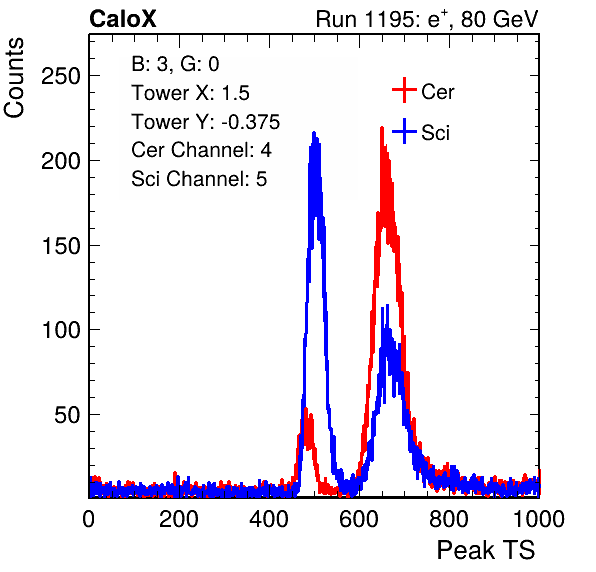 CaloX
Run 1195: e+, 80 GeV
Counts
B: 3, G: 0
Tower X: 1.5
Tower Y: -0.375
Cer Channel: 4
Sci Channel: 5
Cer
Sci
250
200
150
100
50
0 200 400 600 800 1000
Peak TS